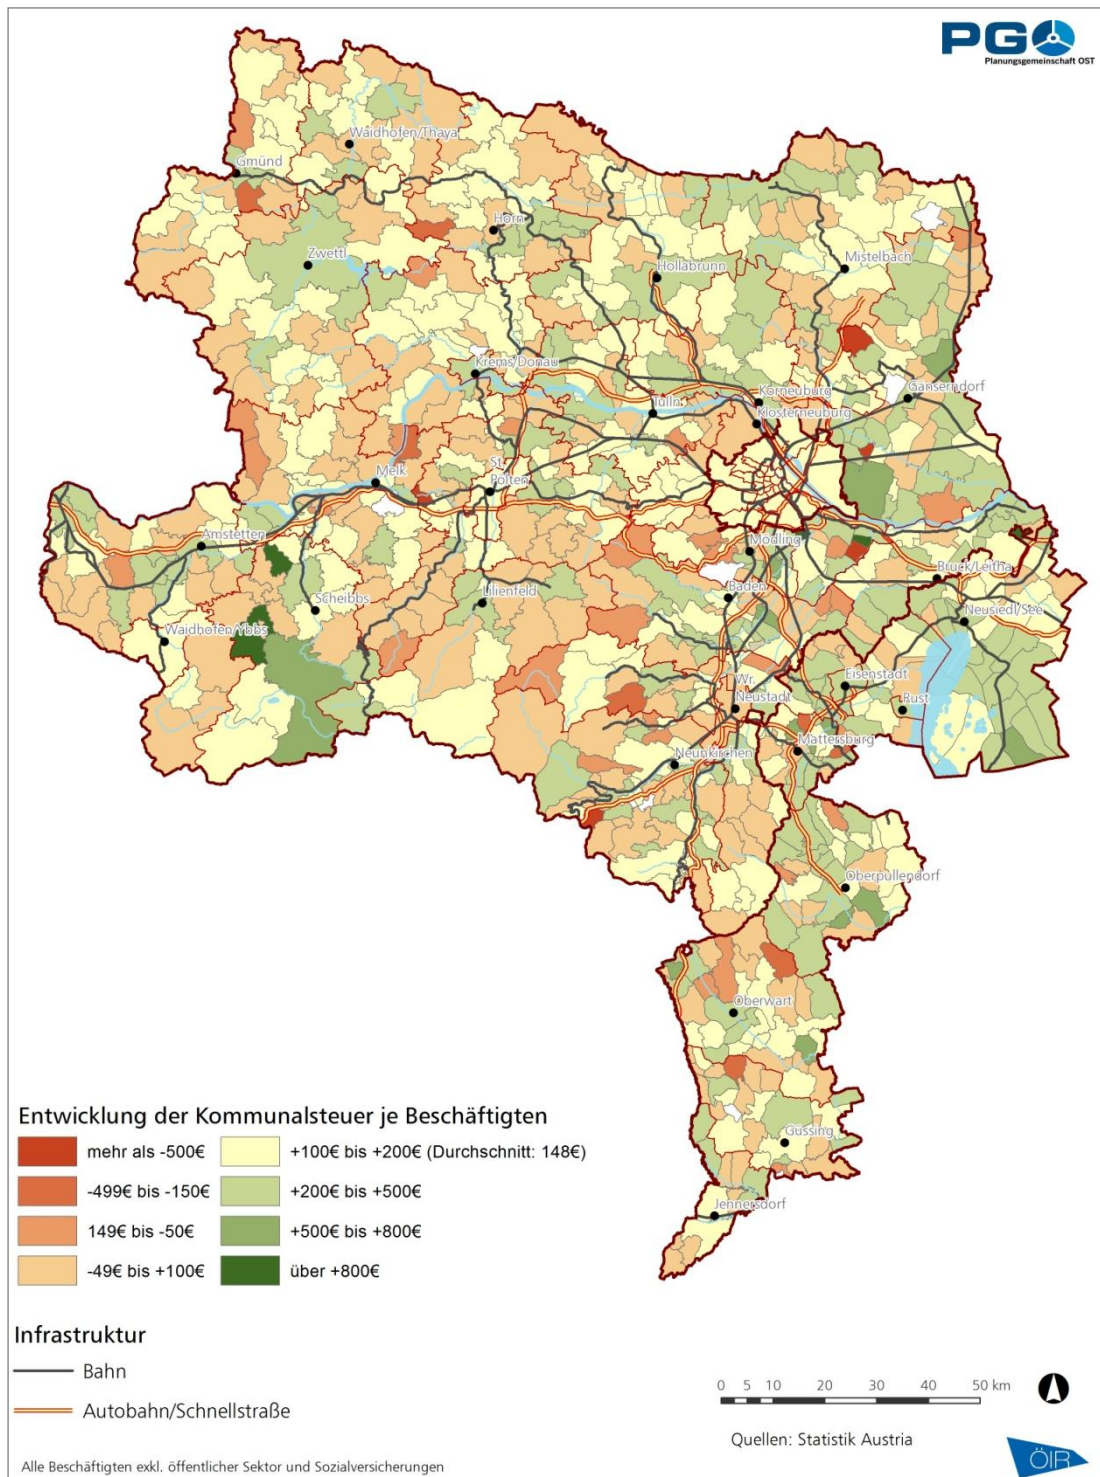 PGO
Planungsgemeinschaft OST
Waidhofen/Thaya
Gmünd
Horn
Zwettl
Hollabrunn
Mistelbach
Krems/Donau
Tulln
Korneuburg
Klosterneuburg
Gänserndorf
Melk
St.
Pölten
Amstetten
Mödling
Bruck/Leitha
Baden
Scheibbs
Lilienfeld
Neusiedl/See
Waidhofen/Ybbs
Wr.
Neustadt
Eisenstadt
Rust
Mattersburg
Neunkirchen
Oberpullendorf
Oberwart
Güssing
Jennersdorf
Entwicklung der Kommunalsteuer je Beschäftigten
mehr als -500€
+100€ bis +200€ (Durchschnitt: 148€)
-499€ bis -150€
+200€ bis +500€
149€ bis -50€
+500€ bis +800€
-49€ bis +100€
über +800€
Infrastruktur
Bahn
Autobahn/Schnellstraße
0 5 10 20 30 40 50 km
Quellen: Statistik Austria
ÖIR
Alle Beschäftigten exkl. öffentlicher Sektor und Sozialversicherungen